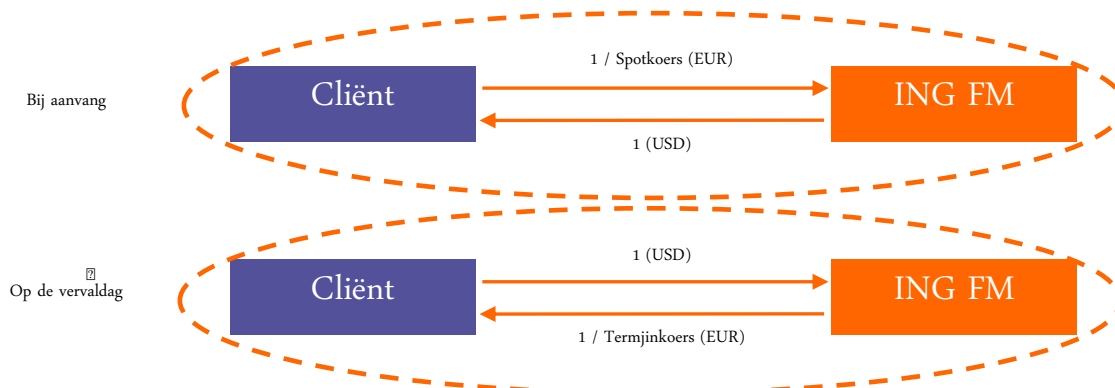 1 / Spotkoers (EUR)
Bij aanvang
Cliënt
ING FM
1 (USD)
1 (USD)
Op de vervaldag
Cliënt
ING FM
1 / Termjinkoers (EUR)